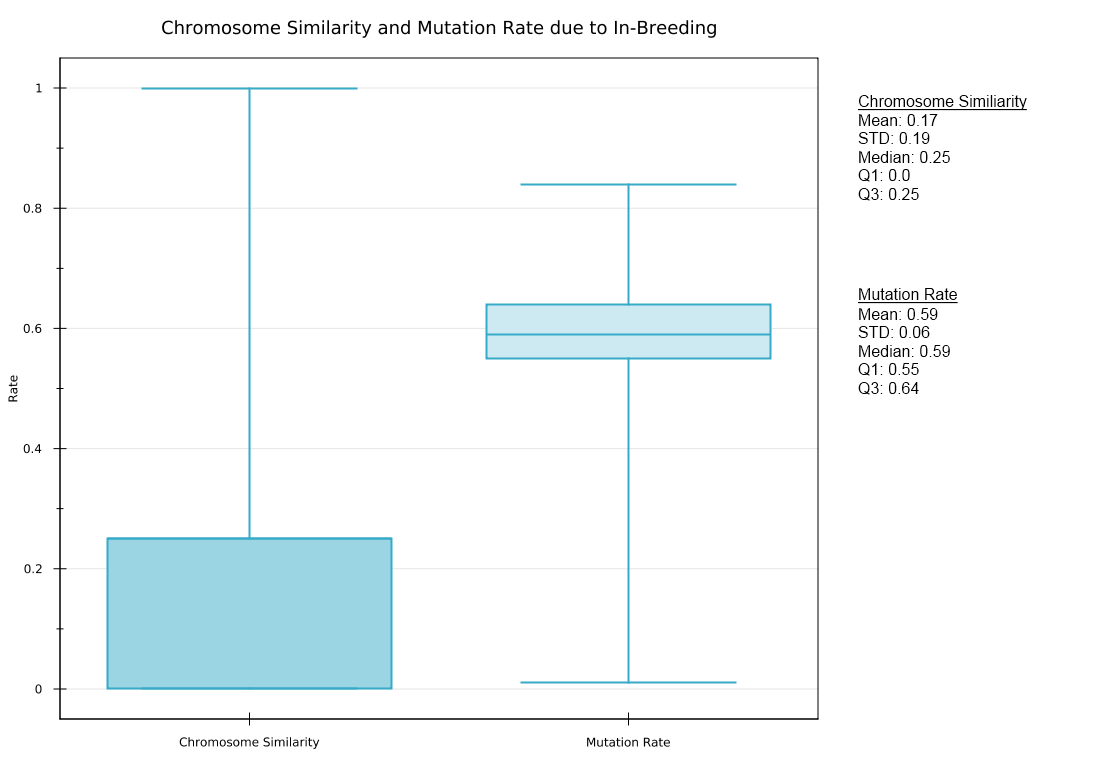 Chromosome Similarity and Mutation Rate due to In-Breeding
1
0.8
0.6
0.4
0.2
0
Rate
Chromosome Similarity
Mutation Rate
Chromosome Similiarity
Mean: 0.17
STD: 0.19
Median: 0.25
Q1: 0.0
Q3: 0.25
Mutation Rate
Mean: 0.59
STD: 0.06
Median: 0.59
Q1: 0.55
Q3: 0.64